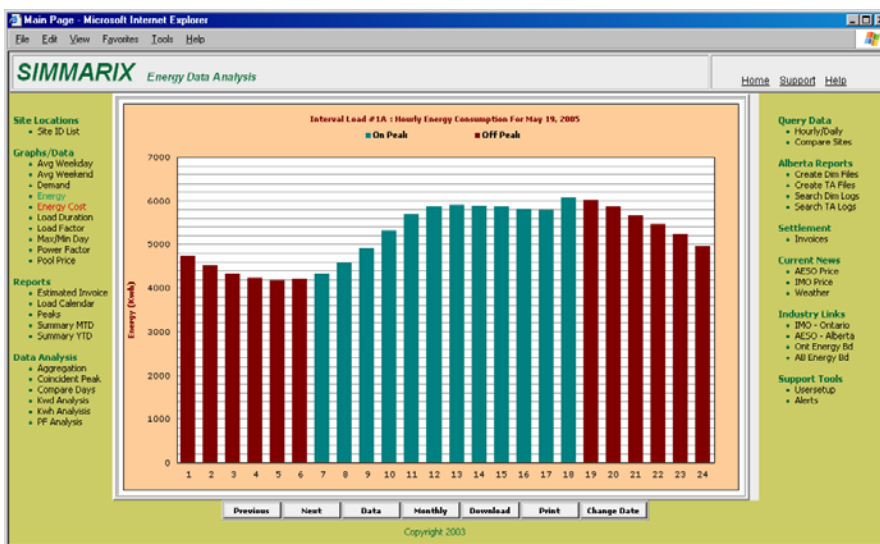 Main Page - Microsoft Internet Explorer
File Edit View Favorites Tools Help
SIMMARIX Energy Data Analysis
Home Support Help
Site Locations
Site ID List
Graphs/Data
Avg Weekday
Avg Weekend
Demand
Energy
Energy Cost
Load Duration
Load Factor
Max/Min Day
Power Factor
Pool Price
Reports
Estimated Invoice
Load Calendar
Peaks
Summary MTD
Summary YTD
Data Analysis
Aggregation
Coincident Peak
Compare Days
Kwd Analysis
Kwh Analyisis
PF Analysis
Interval Load #1A : Hourly Energy Consumption For May 19, 2005
On Peak Off Peak
Energy (Kwh)
7000
6000
5000
4000
3000
2000
1000
0
1 2 3 4 5 6 7 8 9 10 11 12 13 14 15 16 17 18 19 20 21 22 23 24
Previous Next Data Monthly Download Print Change Date
Copyright 2003
Query Data
Hourly/Daily
Compare Sites
Alberta Reports
Create Dim Files
Create TA Files
Search Dim Logs
Search TA Logs
Settlement
Invoices
Current News
AESO Price
IMO Price
Weather
Industry Links
IMO - Ontario
AESO - Alberta
Ont Energy Bd
AB Energy Bd
Support Tools
Usersetup
Alerts